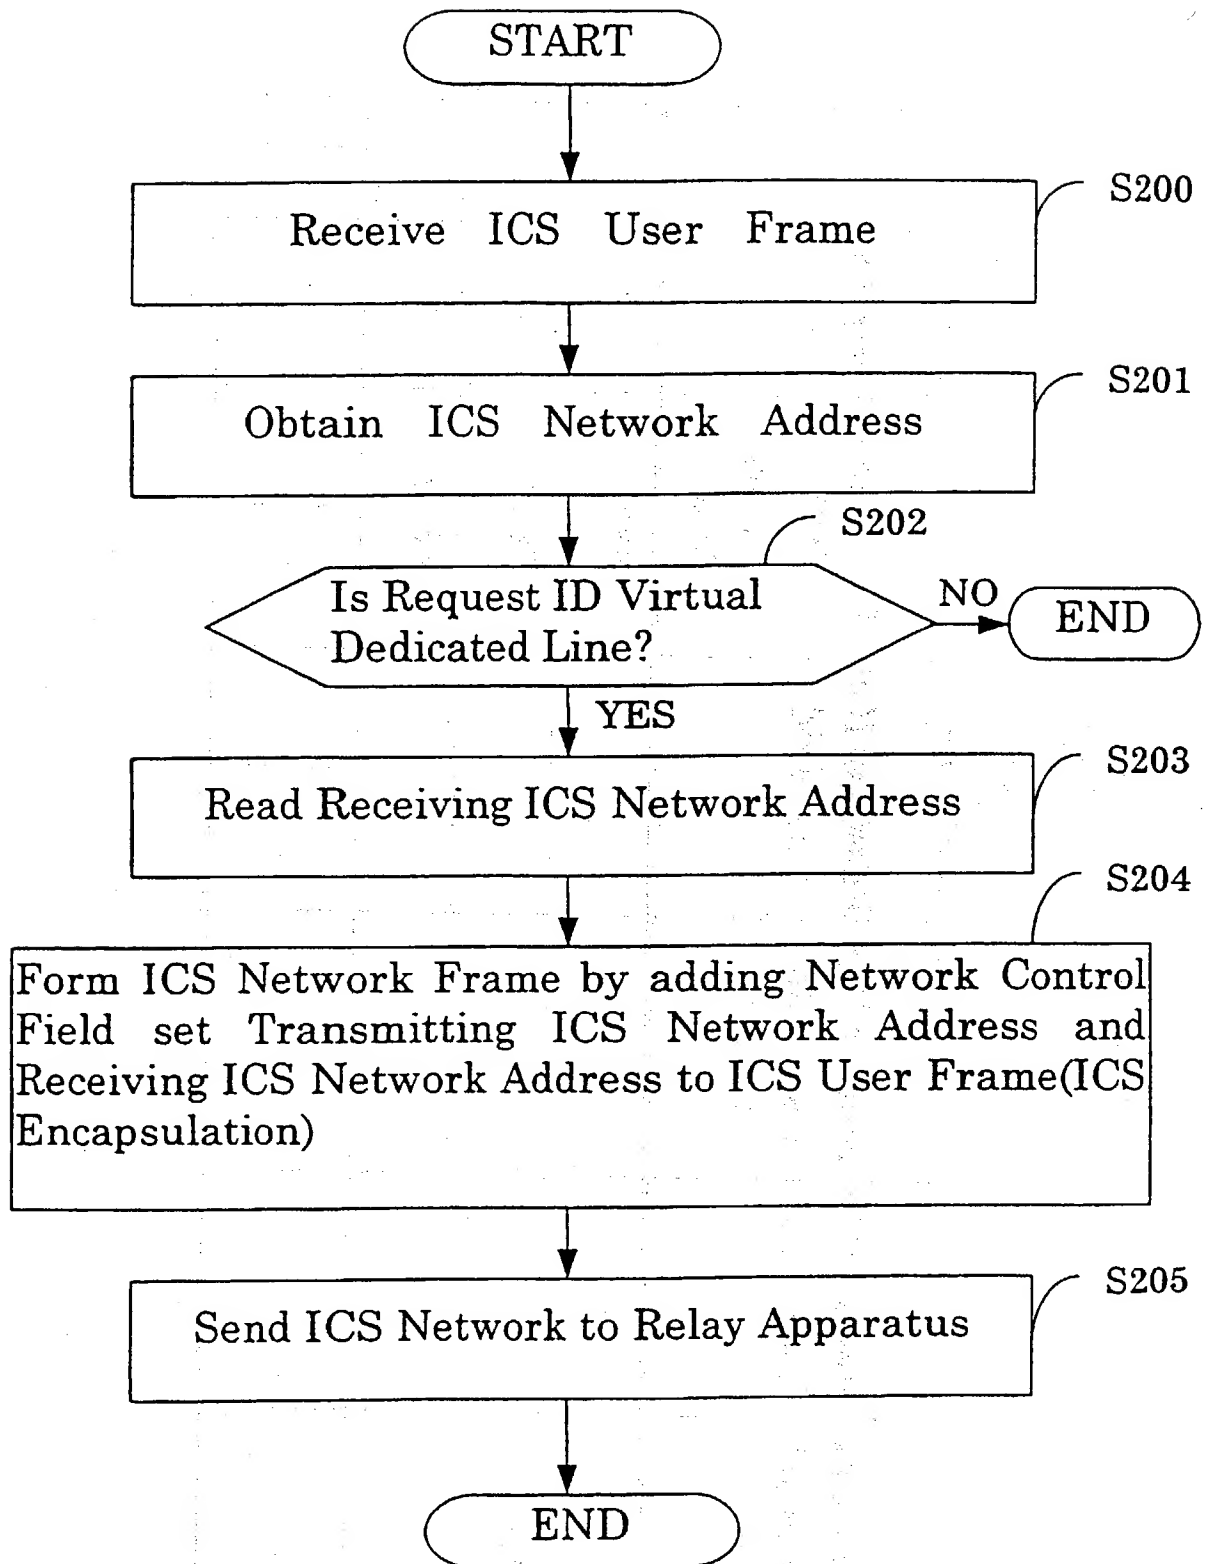 START
S200
Receive ICS User Frame
S201
Obtain ICS Network Address
S202
Is Request ID Virtual
Dedicated Line?
NO
END
YES
S203
Read Receiving ICS Network Address
S204
Form ICS Network Frame by adding Network Control
Field set Transmitting ICS Network Address and
Receiving ICS Network Address to ICS User Frame(ICS
Encapsulation)
S205
Send ICS Network to Relay Apparatus
END